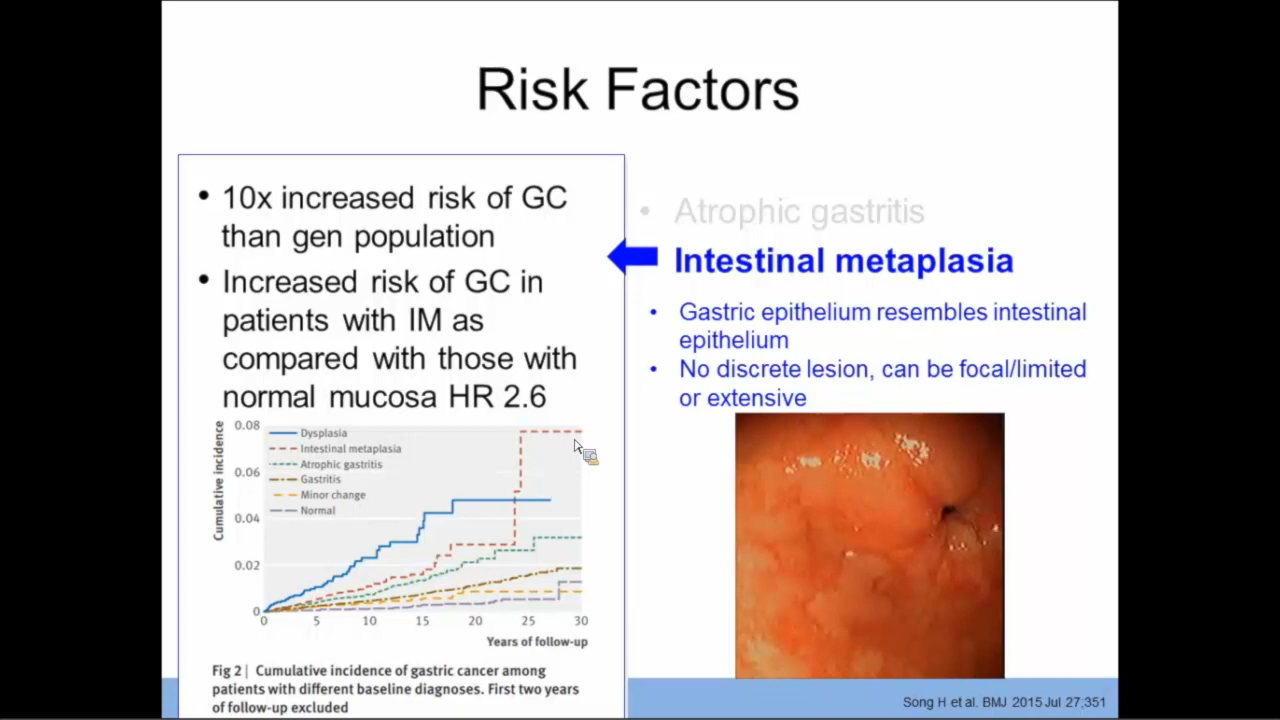 Risk Factors
• 10x increased risk of GC
than gen population
• Increased risk of GC in
patients with IM as
compared with those with
normal mucosa HR 2.6
• Atrophic gastritis
Intestinal metaplasia
• Gastric epithelium resembles intestinal
epithelium
• No discrete lesion, can be focal/limited
or extensive
Cumulative incidence
0.08
0.06
0.04
0.02
0
Dysplasia
Intestinal metaplasia
Atrophic gastritis
Gastritis
Minor change
Normal
0 5 10 15 20 25 30
Years of follow-up
Fig 2 | Cumulative incidence of gastric cancer among
patients with different baseline diagnoses. First two years
of follow-up excluded
Song H et al. BMJ 2015 Jul 27;351